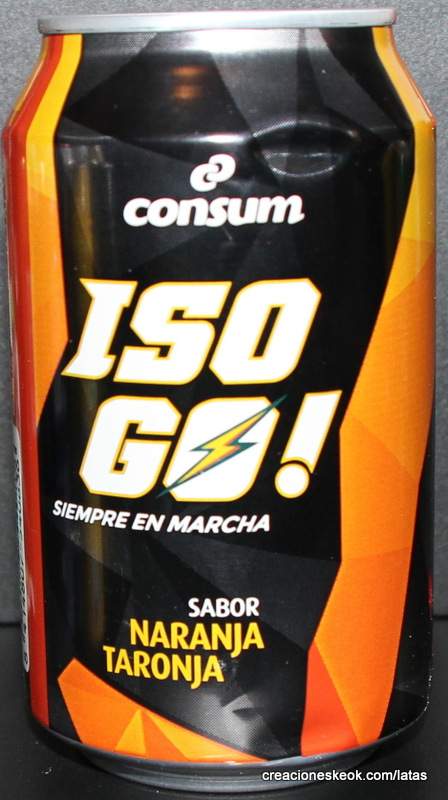 consum
ISO
GO!
SIEMPRE EN MARCHA
SABOR
NARANJA
TARONJA
creacioneskeok.com/latas